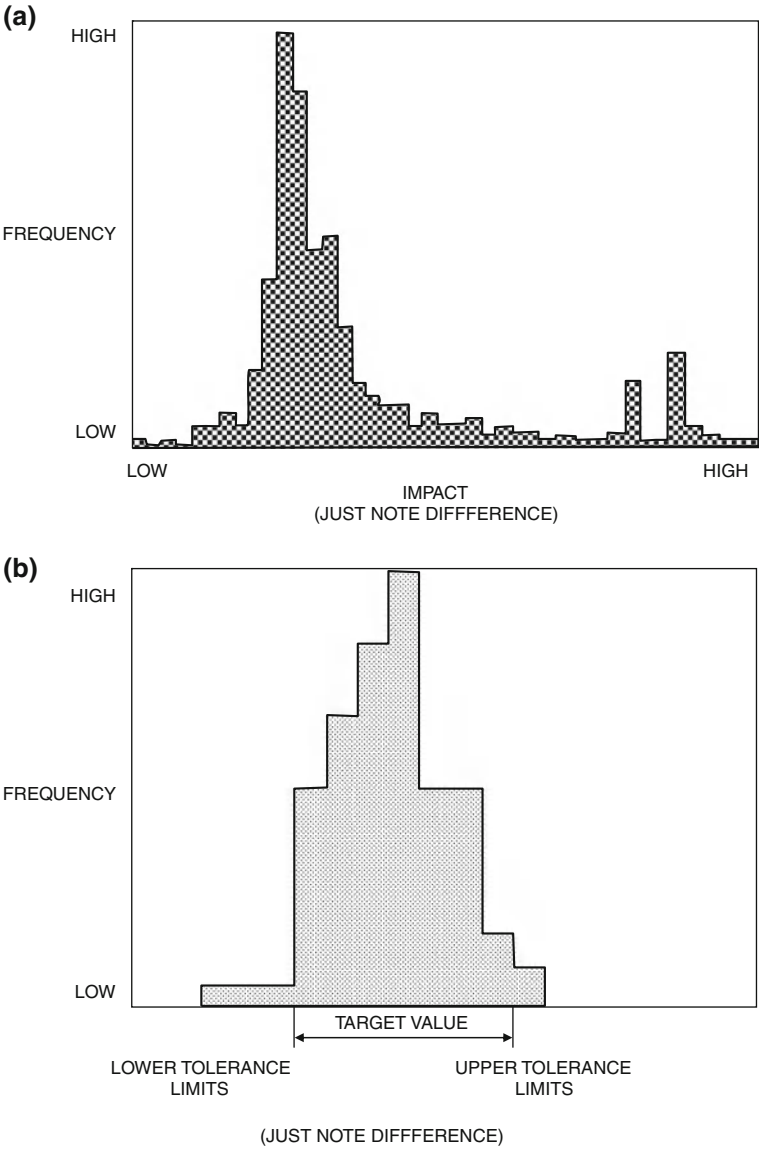 (a)
HIGH
FREQUENCY
LOW
LOW HIGH
IMPACT
(JUST NOTE DIFFFERENCE)
(b)
HIGH
FREQUENCY
LOW
TARGET VALUE
LOWER TOLERANCE
LIMITS
UPPER TOLERANCE
LIMITS
(JUST NOTE DIFFFERENCE)